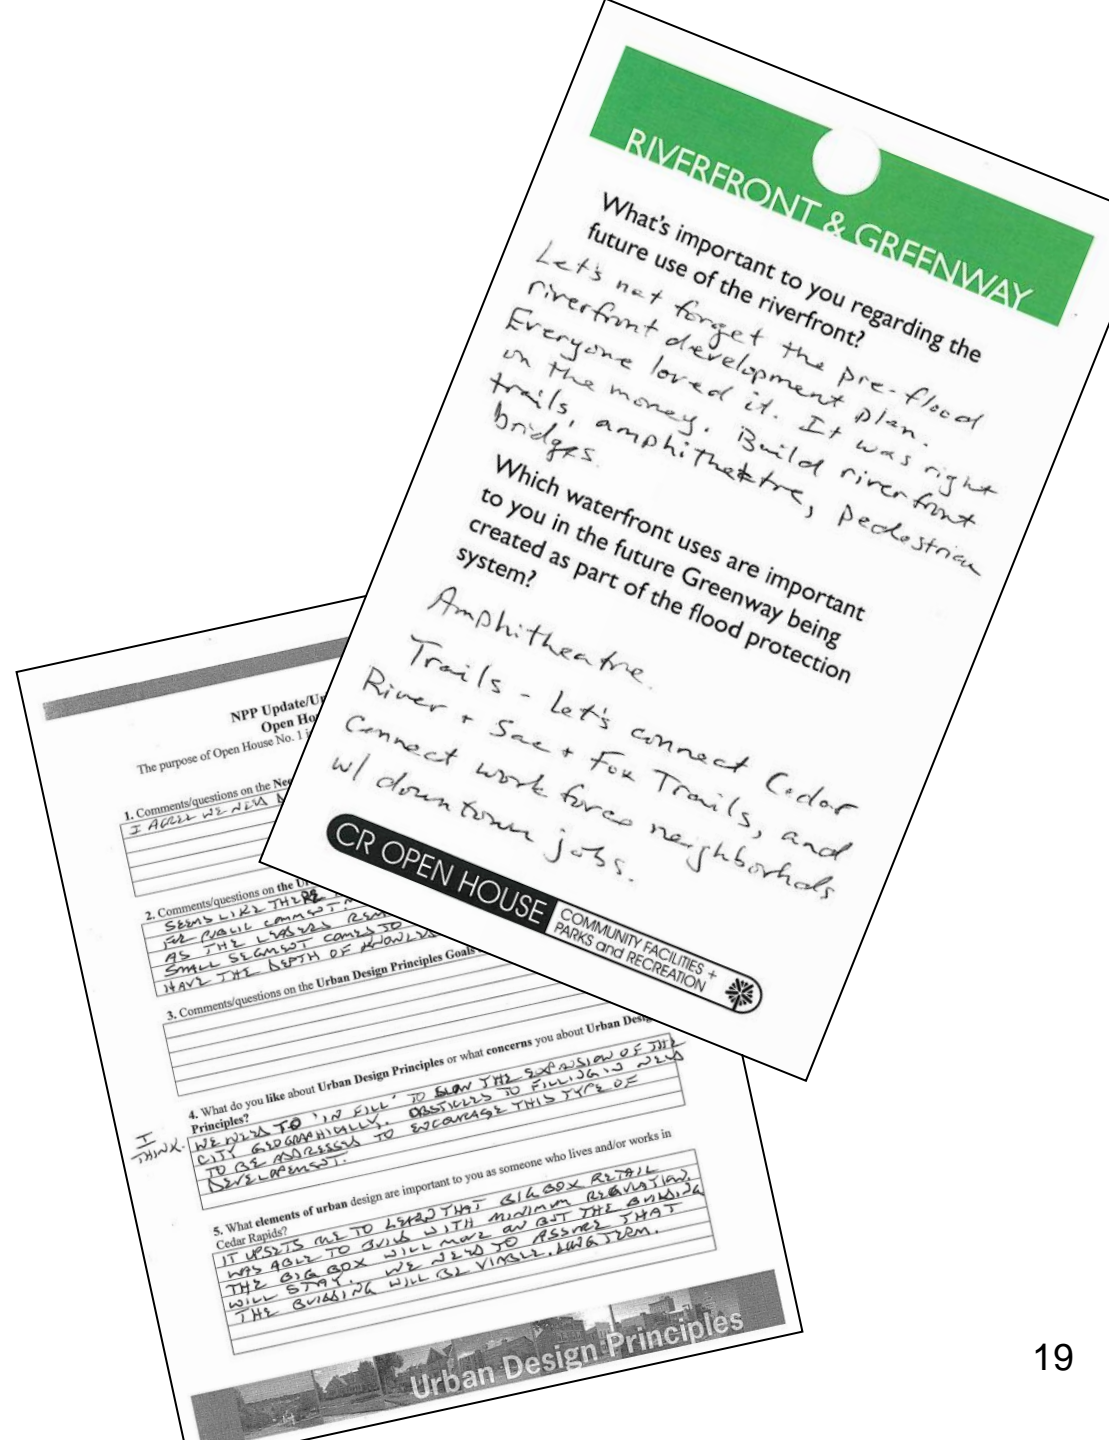 RIVERFRONT & GREENWAY
What's important to you regarding the
future use of the riverfront?
Let's not forget the pre-flood
riverfront development plan.
Everyone loved it. It was right
on the money. Build riverfront
trails, amphitheatre, pedestrian
bridges.
Which waterfront uses are important
to you in the future Greenway being
created as part of the flood protection
system?
Amphitheatre.
Trails - Let's connect Cedar
River + Sac + Fox Trails, and
Connect work force neighborhods
w/ downtown jobs.
CR OPEN HOUSE
COMMUNITY FACILITIES +
PARKS and RECREATION
NPP Update/
Open
The purpose of Open House No. 1
1. Comments/questions on the
I AGREE WE NEED
2. Comments/questions on the
SEEMS LIKE THERE
FOR PUBLIC COMMENT.
AS THE LEADERS
SMALL SEGMENT COMES TO
HAVE THE DEPTH OF
3. Comments/questions on the Urban Design Principles Goals
4. What do you like about Urban Design Principles or what concerns you about Urban
Principles?
I
THINK.
WE NEED TO 'IN FILL' TO SLOW THE EXPANSION OF THE
CITY GEOGRAPHICALLY. OBSTICLES TO FILLING IN NEED
TO BE ADDRESSED TO ENCOURAGE THIS TYPE OF
DEVELOPEMENT.
5. What elements of urban design are important to you as someone who lives and/or works in
Cedar Rapids?
IT UPSETS ME TO LEARN THAT BIG BOX RETAIL
WAS ABLE TO BUILD WITH MINIMUM REGULATION.
THE BIG BOX WILL MOVE ON BUT THE BUILDING
WILL STAY. WE NEED TO ASSURE THAT
THE BUILDING WILL BE VIABLE. LONG TERM.
Urban Design Principles
19